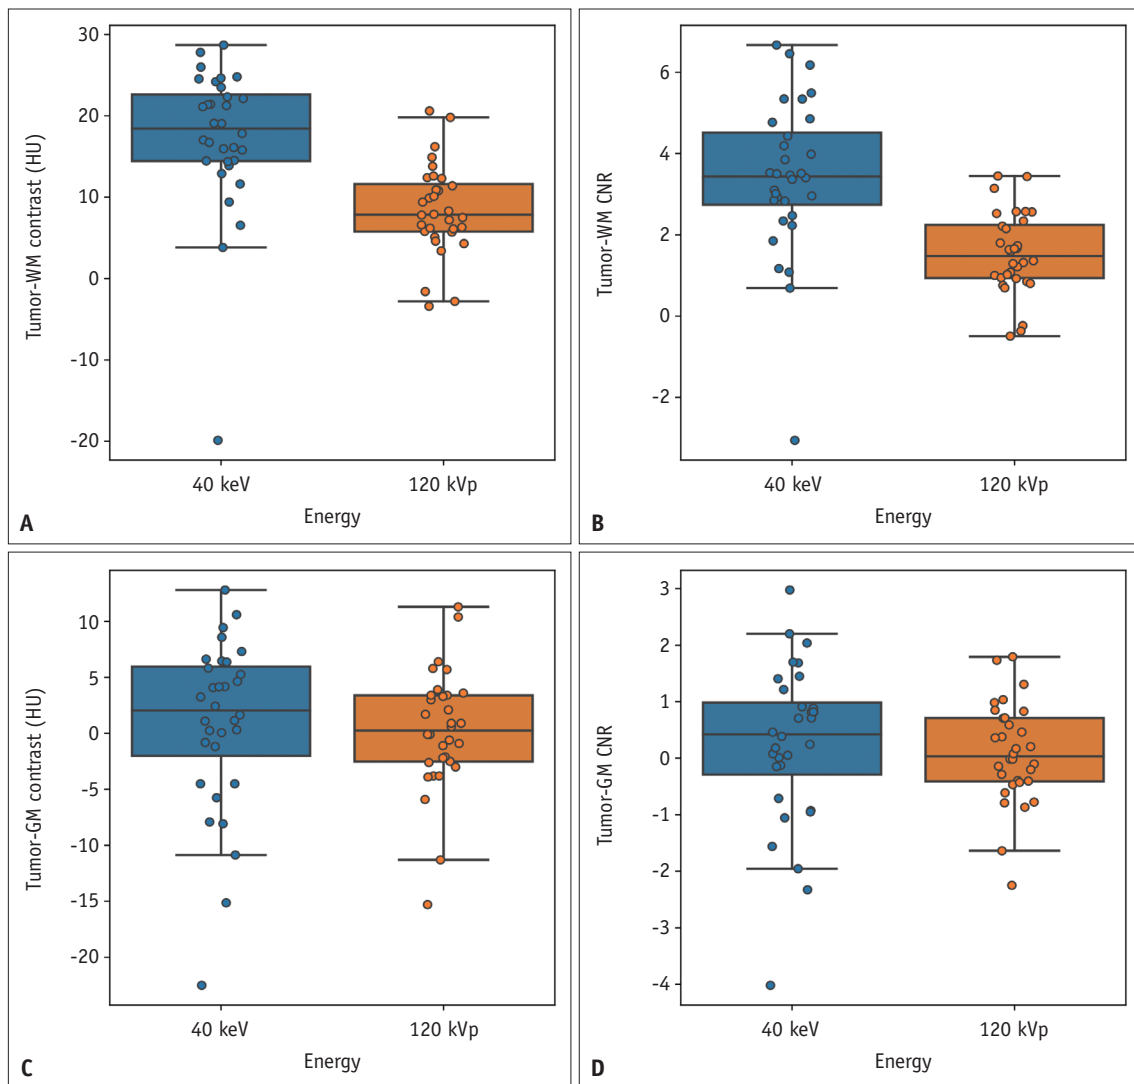 30
20
10
0
-10
-20
Tumor-WM contrast (HU)
40 keV
120 kVp
Energy
A
6
4
2
0
-2
Tumor-WM CNR
40 keV
120 kVp
Energy
B
10
5
0
-5
-10
-15
-20
Tumor-GM contrast (HU)
40 keV
120 kVp
Energy
C
3
2
1
0
-1
-2
-3
-4
Tumor-GM CNR
40 keV
120 kVp
Energy
D